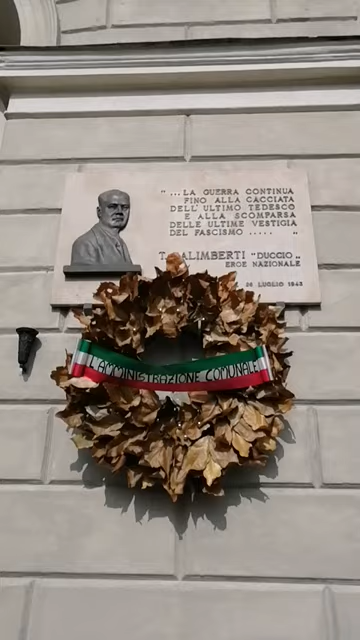 "...LA GUERRA CONTINUA
FINO ALLA CACCIATA
DELL'ULTIMO TEDESCO
E ALLA SCOMPARSA
DELLE ULTIME VESTIGIA
DEL FASCISMO ..... "
T. GALIMBERTI "DUCCIO"
EROE NAZIONALE
26 LUGLIO 1943
L'AMMINISTRAZIONE COMUNALE